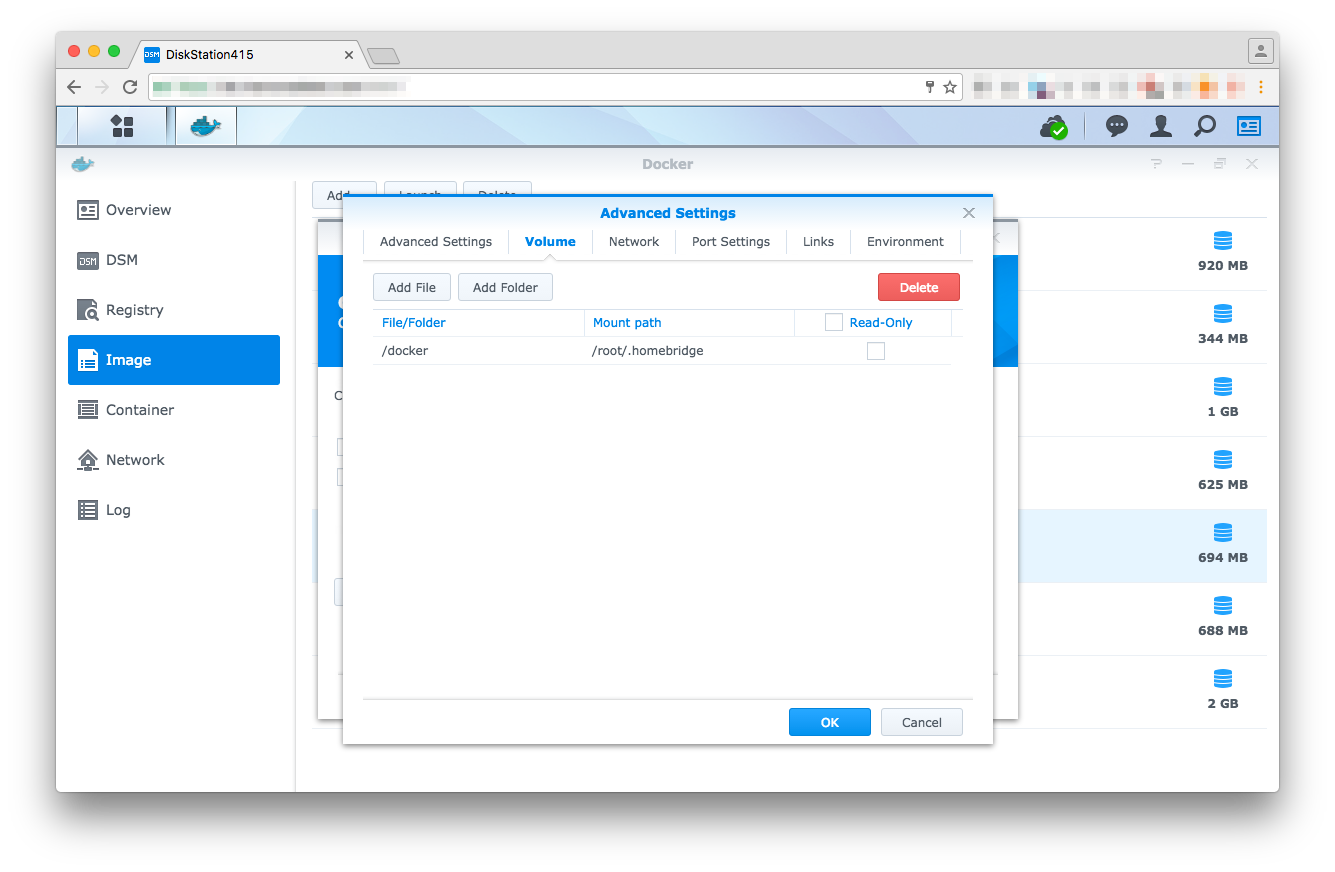 DSM DiskStation415
Docker
Overview
DSM DSM
Registry
Image
Container
Network
Log
Add
Launch
Delete
Advanced Settings
Advanced Settings Volume Network Port Settings Links Environment
Add File Add Folder Delete
File/Folder Mount path Read-Only
/docker /root/.homebridge
OK Cancel
920 MB
344 MB
1 GB
625 MB
694 MB
688 MB
2 GB